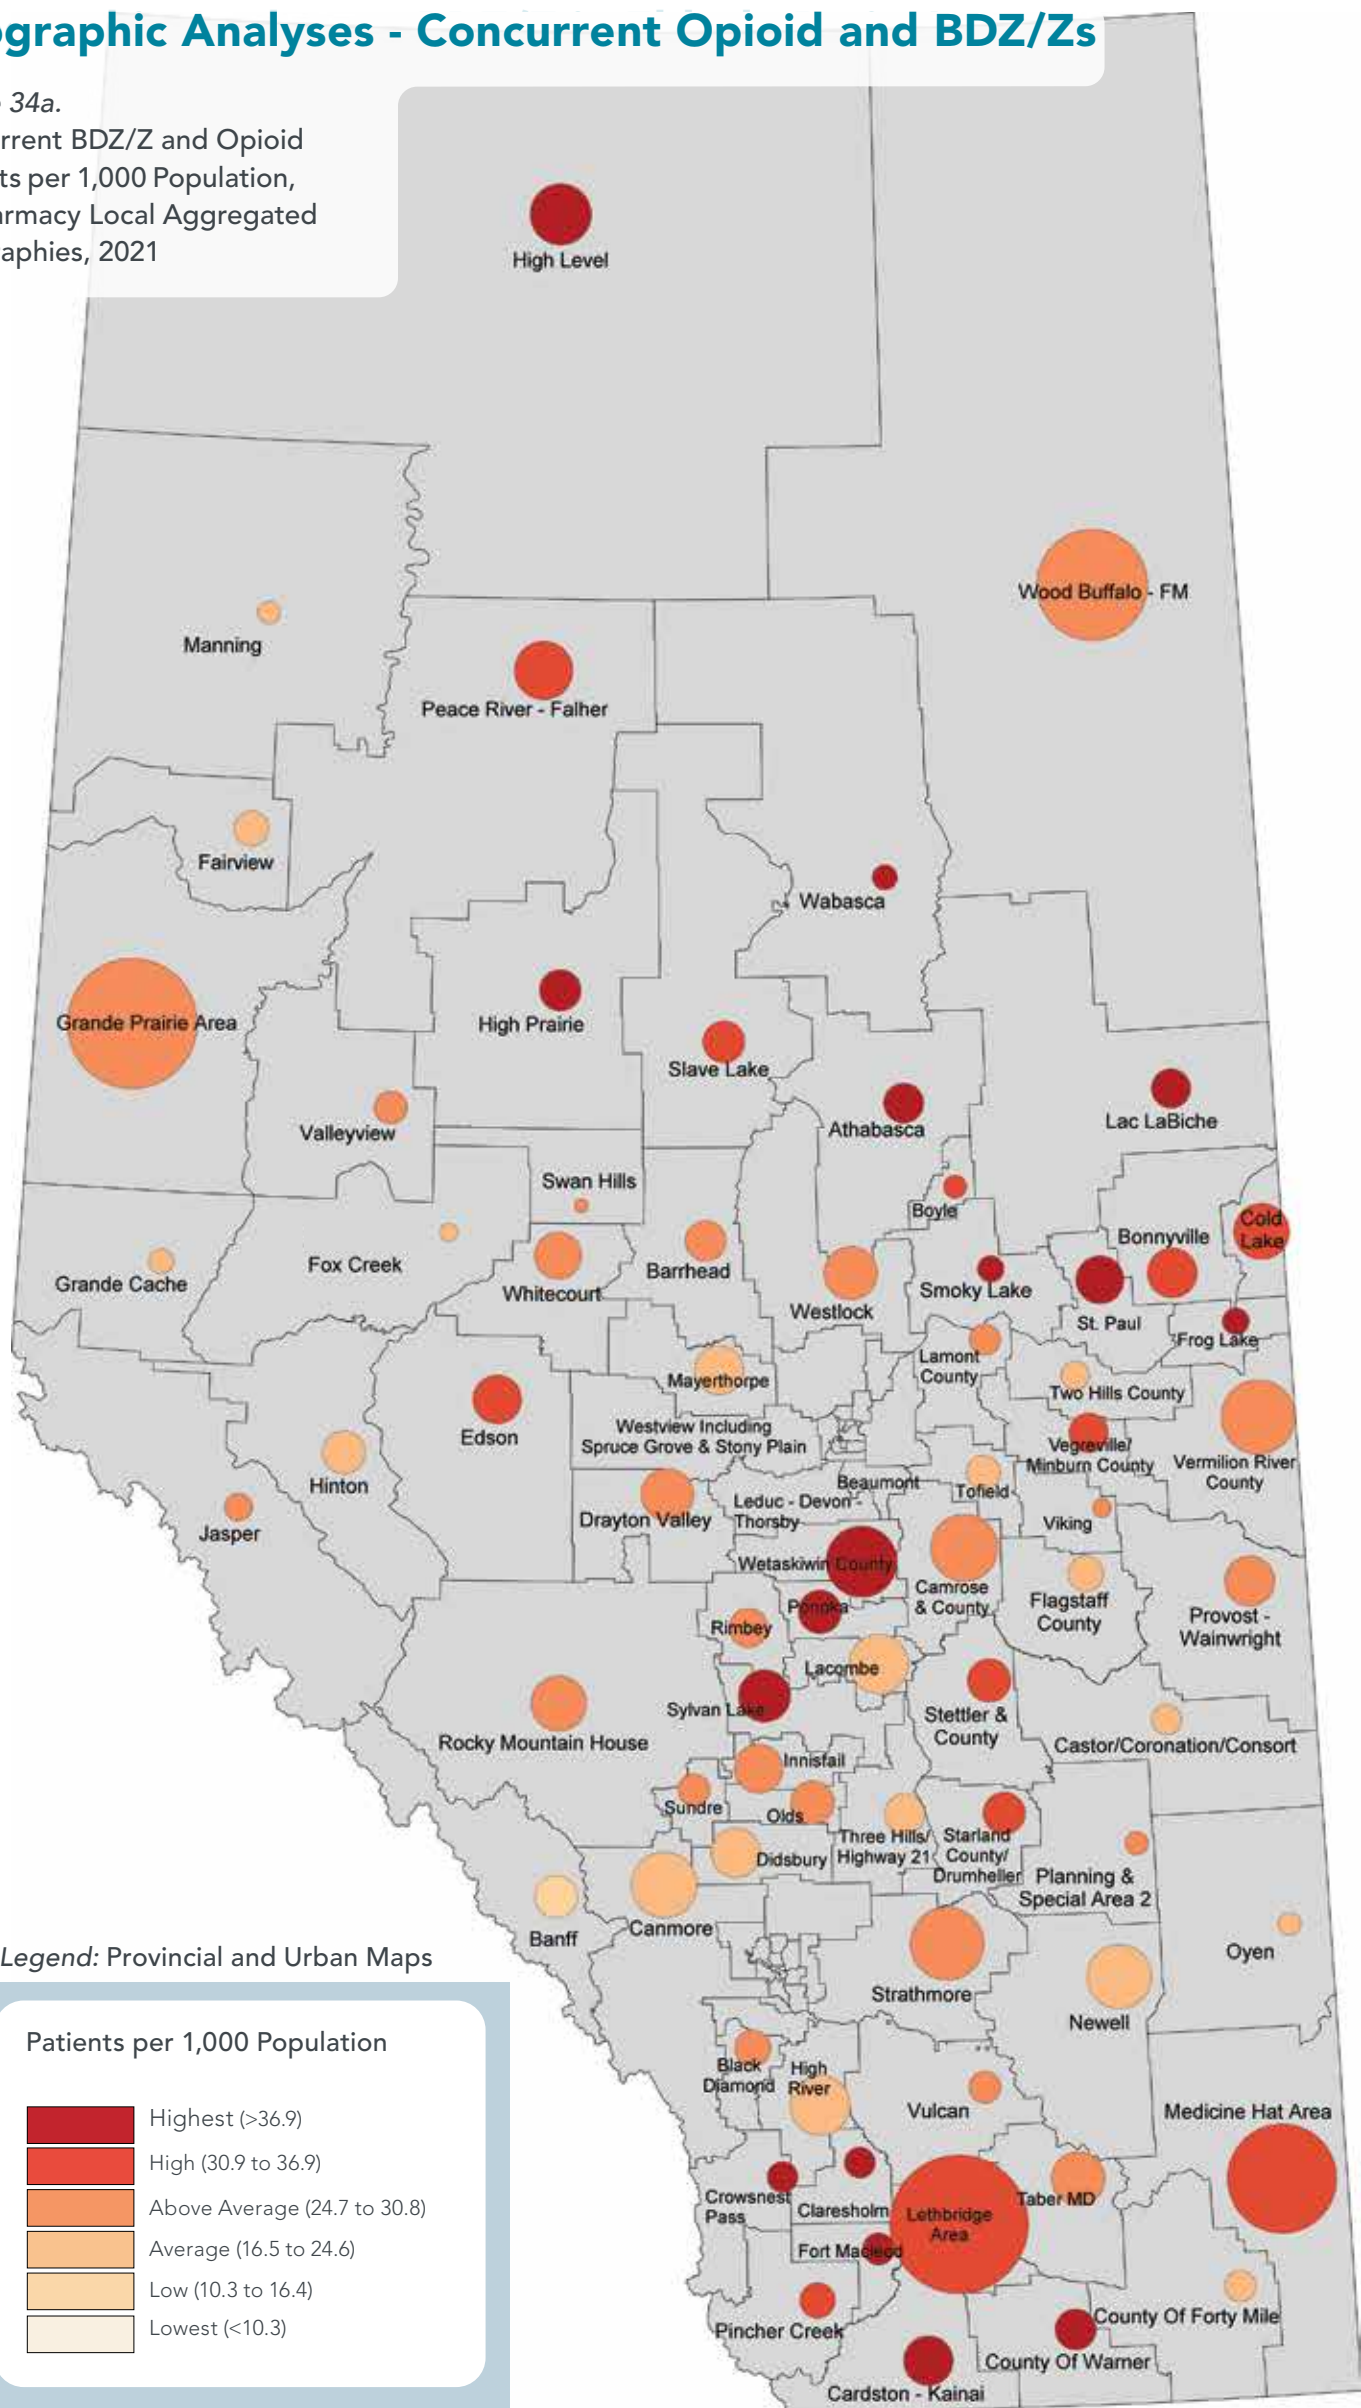 ographic Analyses - Concurrent Opioid and BDZ/Zs
34a.
rrent BDZ/Z and Opioid
ts per 1,000 Population,
armacy Local Aggregated
aphies, 2021
High Level
Wood Buffalo - FM
Manning
Peace River - Falher
Fairview
Wabasca
Grande Prairie Area
High Prairie
Slave Lake
Valleyview
Athabasca
Lac LaBiche
Swan Hills
Boyle
Cold
Lake
Bonnyville
Fox Creek
Grande Cache
Whitecourt
Barrhead
Westlock
Smoky Lake
St. Paul
Frog Lake
Lamont
County
Mayerthorpe
Two Hills County
Edson
Westview Including
Spruce Grove & Stony Plain
Vegreville/
Minburn County
Vermilion River
County
Hinton
Beaumont
Tofield
Jasper
Drayton Valley
Leduc - Devon -
Thorsby
Viking
Wetaskiwin County
Camrose
& County
Flagstaff
County
Provost -
Wainwright
Ponoka
Rimbey
Lacombe
Sylvan Lake
Stettler &
County
Rocky Mountain House
Castor/Coronation/Consort
Innisfail
Sundre
Olds
Three Hills/
Highway 21
Starland
County/
Drumheller
Didsbury
Planning &
Special Area 2
Canmore
Banff
Oyen
Strathmore
Newell
Black
Diamond
High
River
Vulcan
Medicine Hat Area
Crowsnest
Pass
Claresholm
Lethbridge
Area
Taber MD
Fort Macleod
Pincher Creek
County Of Forty Mile
County Of Warner
Cardston - Kainai
Legend: Provincial and Urban Maps
Patients per 1,000 Population
Highest (>36.9)
High (30.9 to 36.9)
Above Average (24.7 to 30.8)
Average (16.5 to 24.6)
Low (10.3 to 16.4)
Lowest (<10.3)